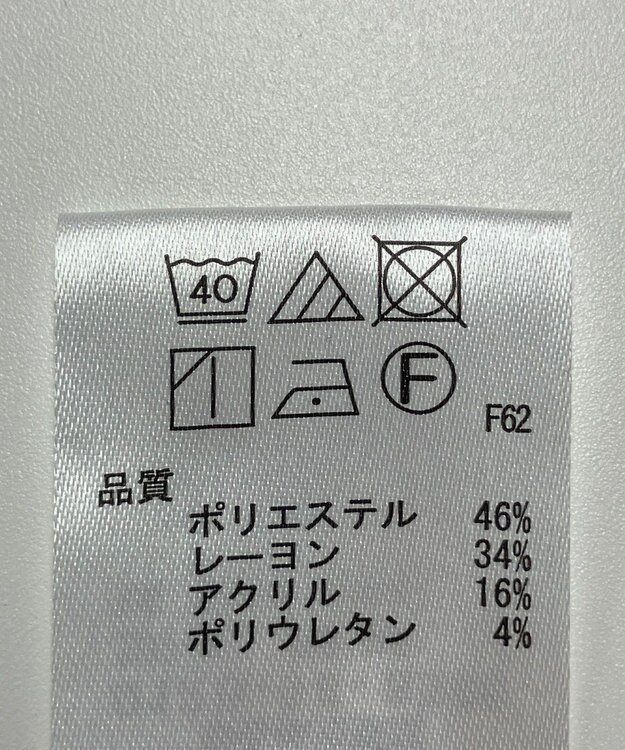 40
F
F62
品質
ポリエステル 46%
レーヨン 34%
アクリル 16%
ポリウレタン 4%